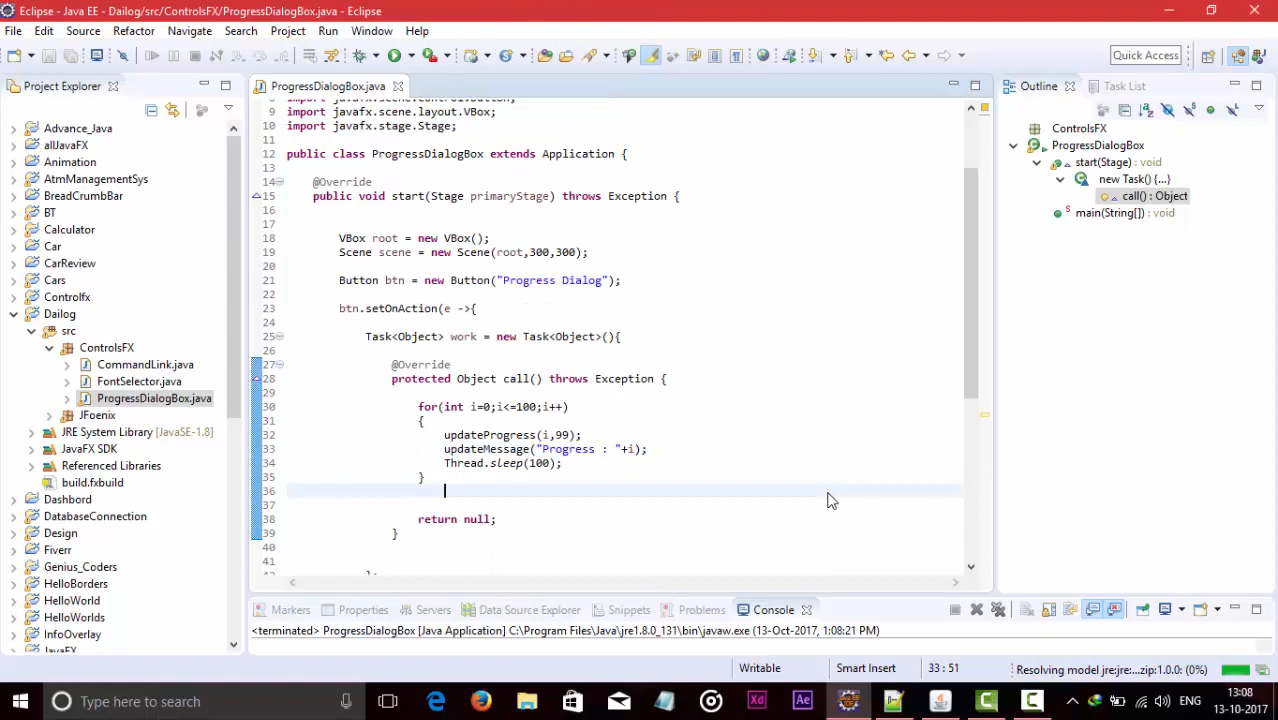 Eclipse - Java EE - Dailog/src/ControlsFX/ProgressDialogBox.java - Eclipse
File Edit Source Refactor Navigate Search Project Run Window Help
Quick Access
Project Explorer
Advance_Java
allJavaFX
Animation
AtmManagementSys
BreadCrumbBar
BT
Calculator
Car
CarReview
Cars
Controlfx
Dailog
src
ControlsFX
CommandLink.java
FontSelector.java
ProgressDialogBox.java
JFoenix
JRE System Library [JavaSE-1.8]
JavaFX SDK
Referenced Libraries
build.fxbuild
Dashbord
DatabaseConnection
Design
Fiverr
Genius_Coders
HelloBorders
HelloWorld
HelloWorlds
InfoOverlay
JavaFX
ProgressDialogBox.java
8 import javafx.scene.control.Button;
9 import javafx.scene.layout.VBox;
10 import javafx.stage.Stage;
11
12 public class ProgressDialogBox extends Application {
13
14 @Override
15 public void start(Stage primaryStage) throws Exception {
16
17
18 VBox root = new VBox();
19 Scene scene = new Scene(root,300,300);
20
21 Button btn = new Button("Progress Dialog");
22
23 btn.setOnAction(e ->{
24
25 Task<Object> work = new Task<Object>(){
26
27 @Override
28 protected Object call() throws Exception {
29
30 for(int i=0;i<=100;i++)
31 {
32 updateProgress(i,99);
33 updateMessage("Progress : "+i);
34 Thread.sleep(100);
35 }
36
37
38 return null;
39 }
40
41
42 };
Outline Task List
ControlsFX
ProgressDialogBox
start(Stage) : void
new Task() {...}
call() : Object
main(String[]) : void
Markers Properties Servers Data Source Explorer Snippets Problems Console
<terminated> ProgressDialogBox [Java Application] C:\Program Files\Java\jre1.8.0_131\bin\javaw.exe (13-Oct-2017, 1:08:21 PM)
Writable Smart Insert 33 : 51 Resolving model jre:jre:...zip:1.0.0: (0%)
Type here to search
Xd
Ae
ENG
13:08
13-10-2017